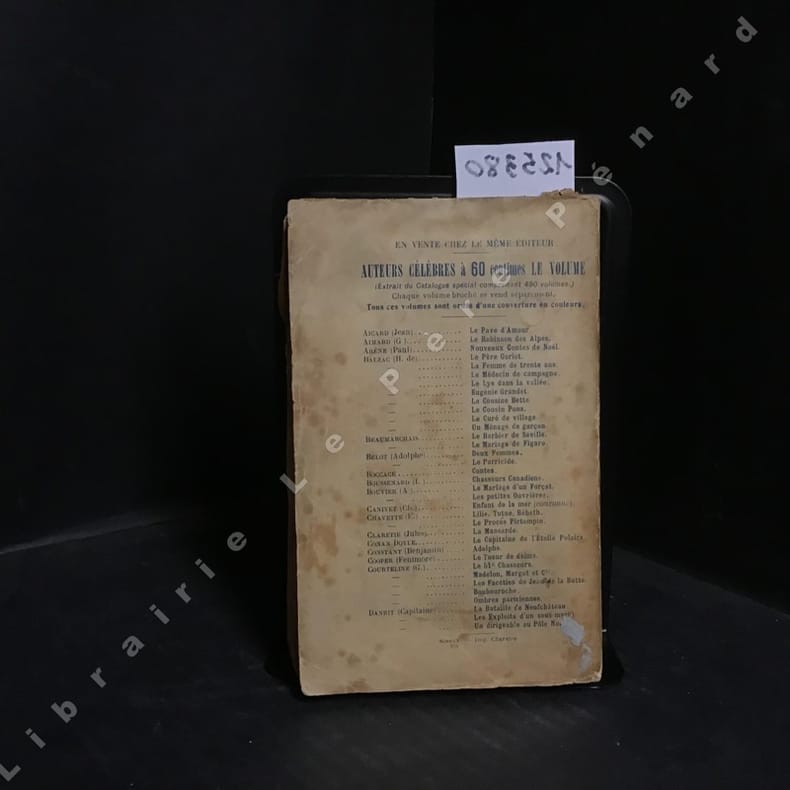 125380
EN VENTE CHEZ LE MÊME ÉDITEUR
AUTEURS CÉLÈBRES à 60 centimes LE VOLUME
(Extrait du Catalogue spécial comprenant 490 volumes.)
Chaque volume broché se vend séparément.
Tous ces volumes sont ornés d'une couverture en couleurs.
AICARD (Jean). Le Pavé d'Amour
AIMARD (G.). Le Robinson des Alpes.
ARÈNE (Paul). Nouveaux Contes de Noël.
BALZAC (H. de). Le Père Goriot.
— La Femme de trente ans.
— Le Médecin de campagne.
— Le Lys dans la vallée.
— Eugénie Grandet.
— La Cousine Bette
— Le Cousin Pons.
— Le Curé de village
— Un Ménage de garçon.
BEAUMARCHAIS. Le Barbier de Séville.
— Le Mariage de Figaro.
BELOT (Adolphe). Deux Femmes.
— Le Parricide.
BOCCACE. Contes.
BOUSSENARD (L.). Chasseurs Canadiens.
BOUVIER (A.). Le Mariage d'un Forçat.
— Les petites Ouvrières.
CANIVET (Ch.). Enfant de la mer (couronné).
CHAVETTE (E.). Lilie, Tutue, Bébeth.
— Le Procès Pictompin.
CLARETIE (Jules). La Mansarde.
CONAN DOYLE. Le Capitaine de l'Étoile Polaire
CONSTANT (Benjamin) Adolphe.
COOPER (Fenimore). Le Tueur de daims.
COURTELINE (G.). Le 51e Chasseurs.
— Madelon, Margot et Cie
— Les Facéties de Jean de la Butte
— Boubouroche.
— Ombres parisiennes.
DANRIT (Capitaine) La Bataille de Neufchâteau.
— Les Exploits d'un sous-marin
— Un dirigeable au Pôle
SCEAUX. — Imp. Charaire
Librairie Le Père Pénard